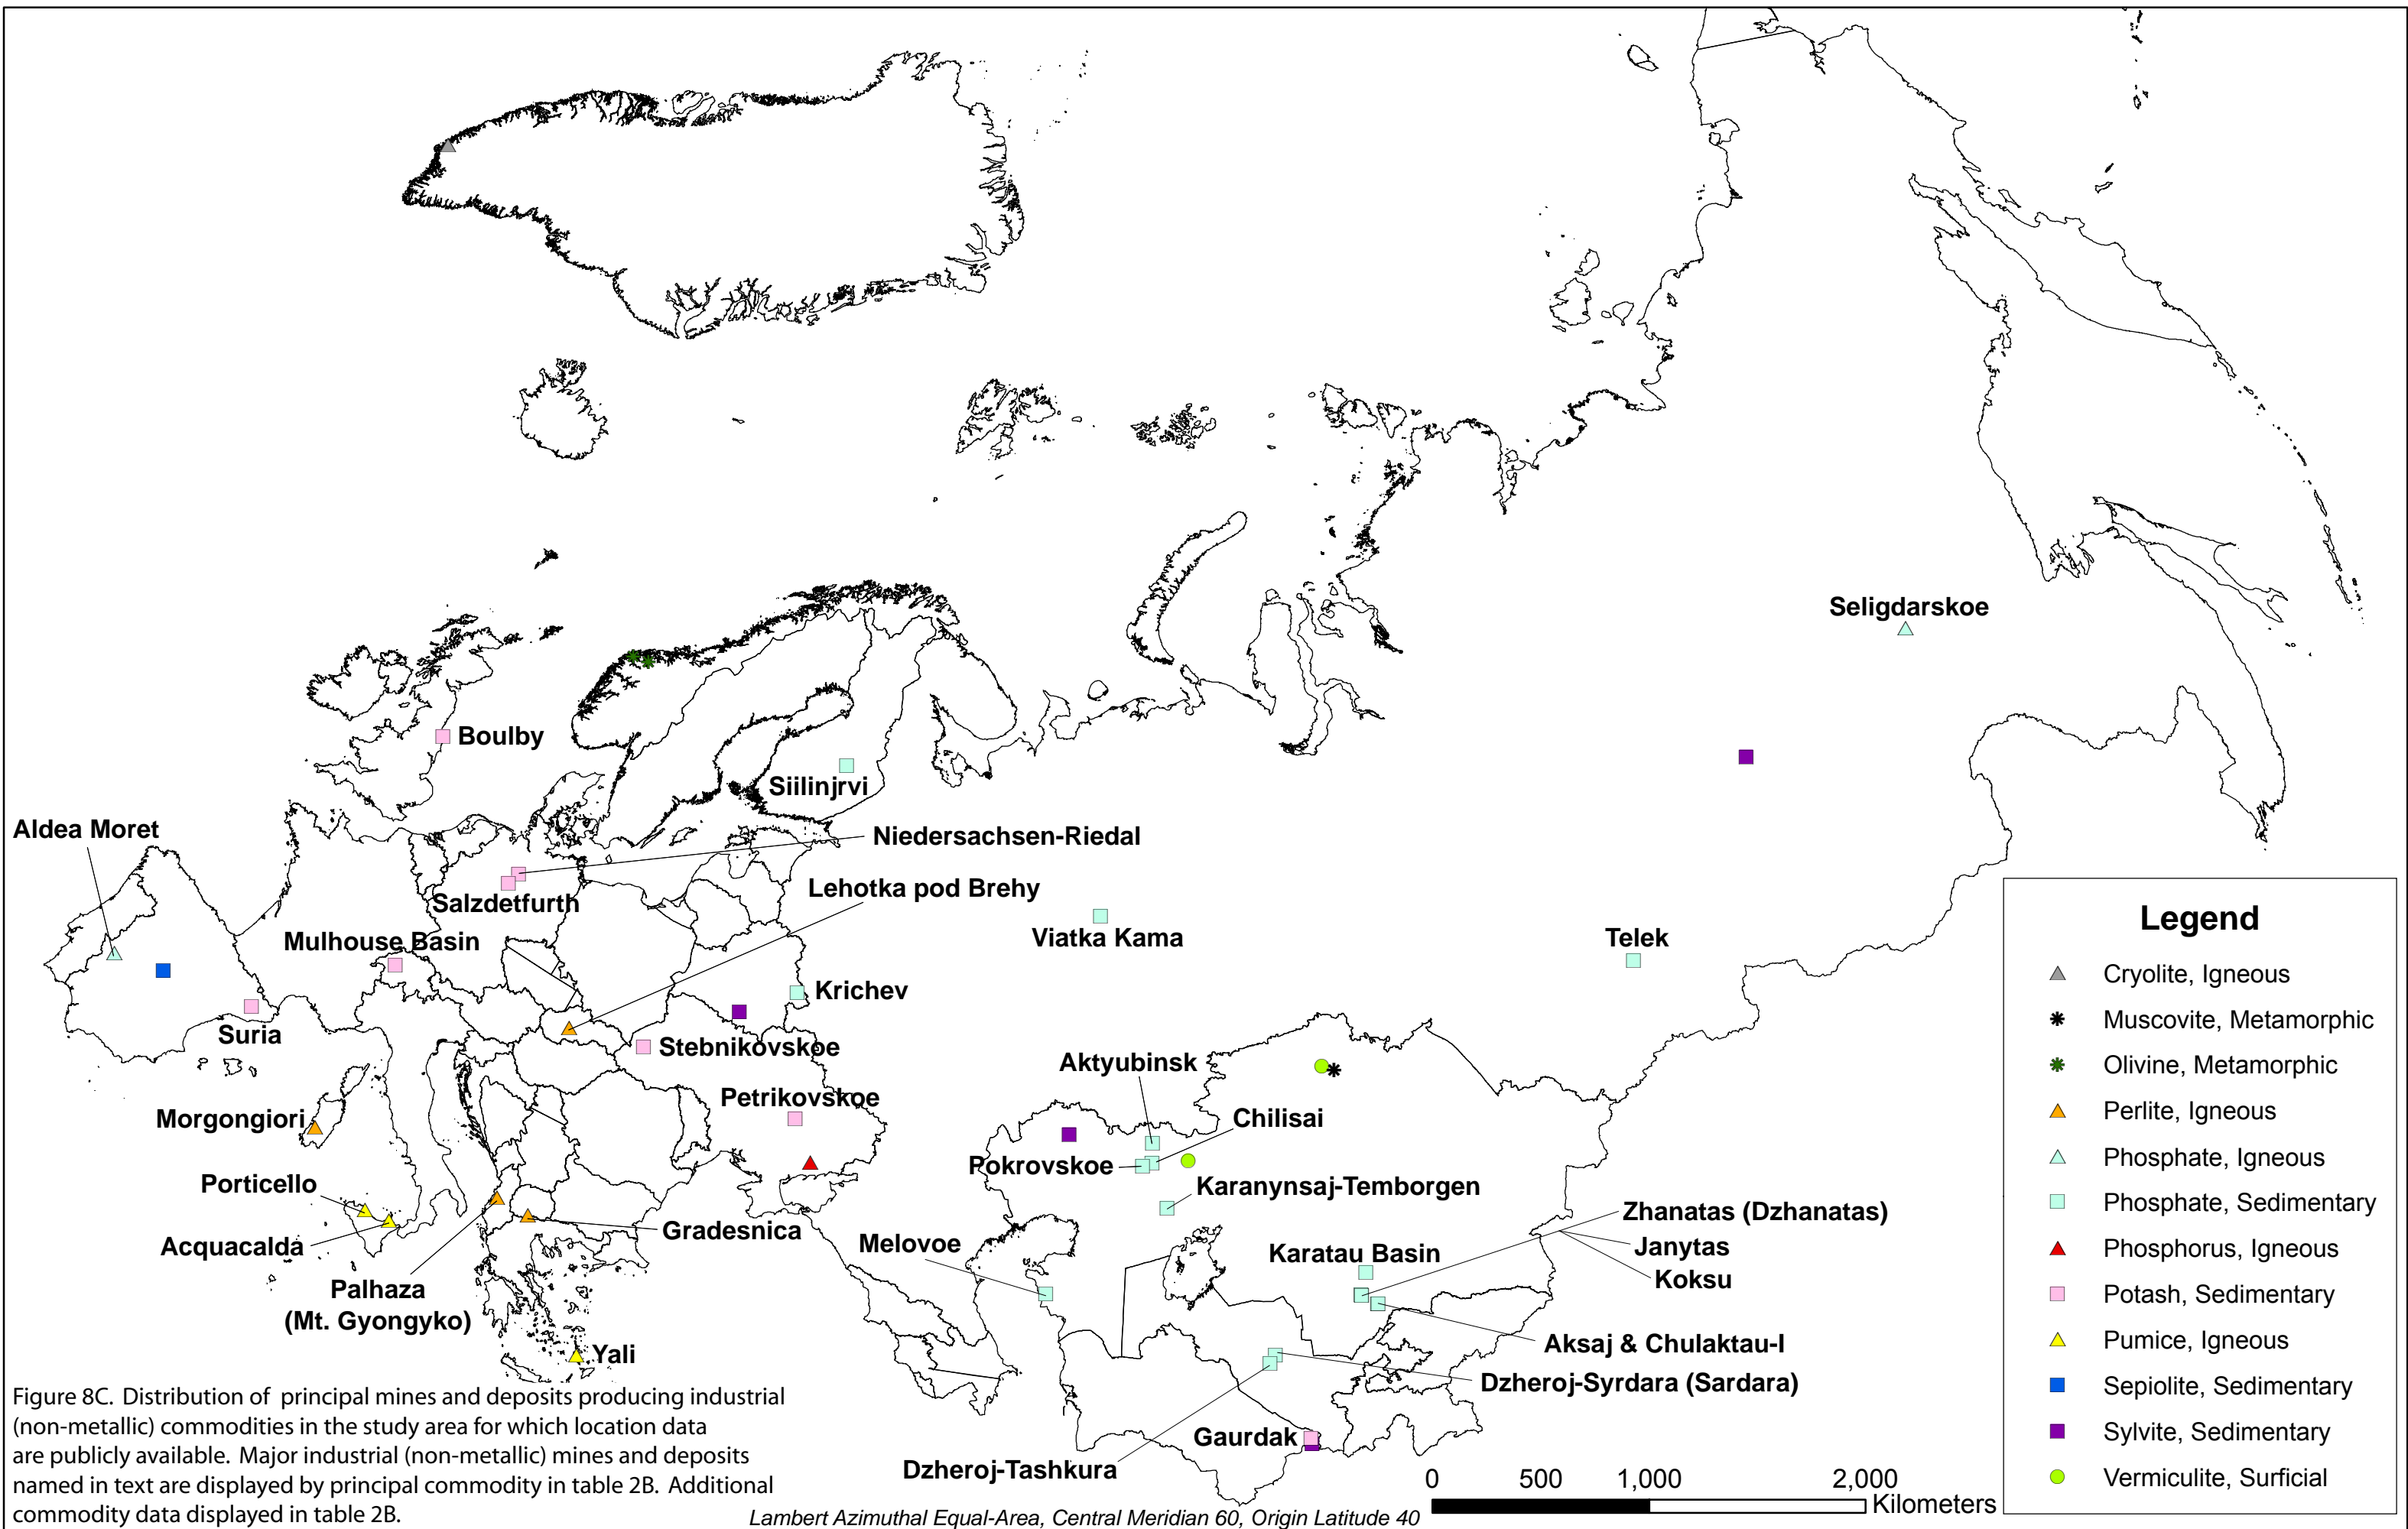 Seligdarskoe
Boulby
Siilinjrvi
Aldea Moret
Niedersachsen-Riedal
Lehotka pod Brehy
Salzdetfurth
Viatka Kama
Telek
Mulhouse Basin
Krichev
Suria
Stebnikovskoe
Aktyubinsk
Petrikovskoe
Chilisai
Morgongiori
Pokrovskoe
Porticello
Karanynsaj-Temborgen
Zhanatas (Dzhanatas)
Gradesnica
Acquacalda
Melovoe
Karatau Basin
Janytas
Koksu
Palhaza
(Mt. Gyongyko)
Aksaj & Chulaktau-I
Yali
Dzheroj-Syrdara (Sardara)
Gaurdak
Dzheroj-Tashkura
Legend
Cryolite, Igneous
Muscovite, Metamorphic
Olivine, Metamorphic
Perlite, Igneous
Phosphate, Igneous
Phosphate, Sedimentary
Phosphorus, Igneous
Potash, Sedimentary
Pumice, Igneous
Sepiolite, Sedimentary
Sylvite, Sedimentary
Vermiculite, Surficial
Figure 8C. Distribution of principal mines and deposits producing industrial
(non-metallic) commodities in the study area for which location data
are publicly available. Major industrial (non-metallic) mines and deposits
named in text are displayed by principal commodity in table 2B. Additional
commodity data displayed in table 2B.
0 500 1,000 2,000
Kilometers
Lambert Azimuthal Equal-Area, Central Meridian 60, Origin Latitude 40